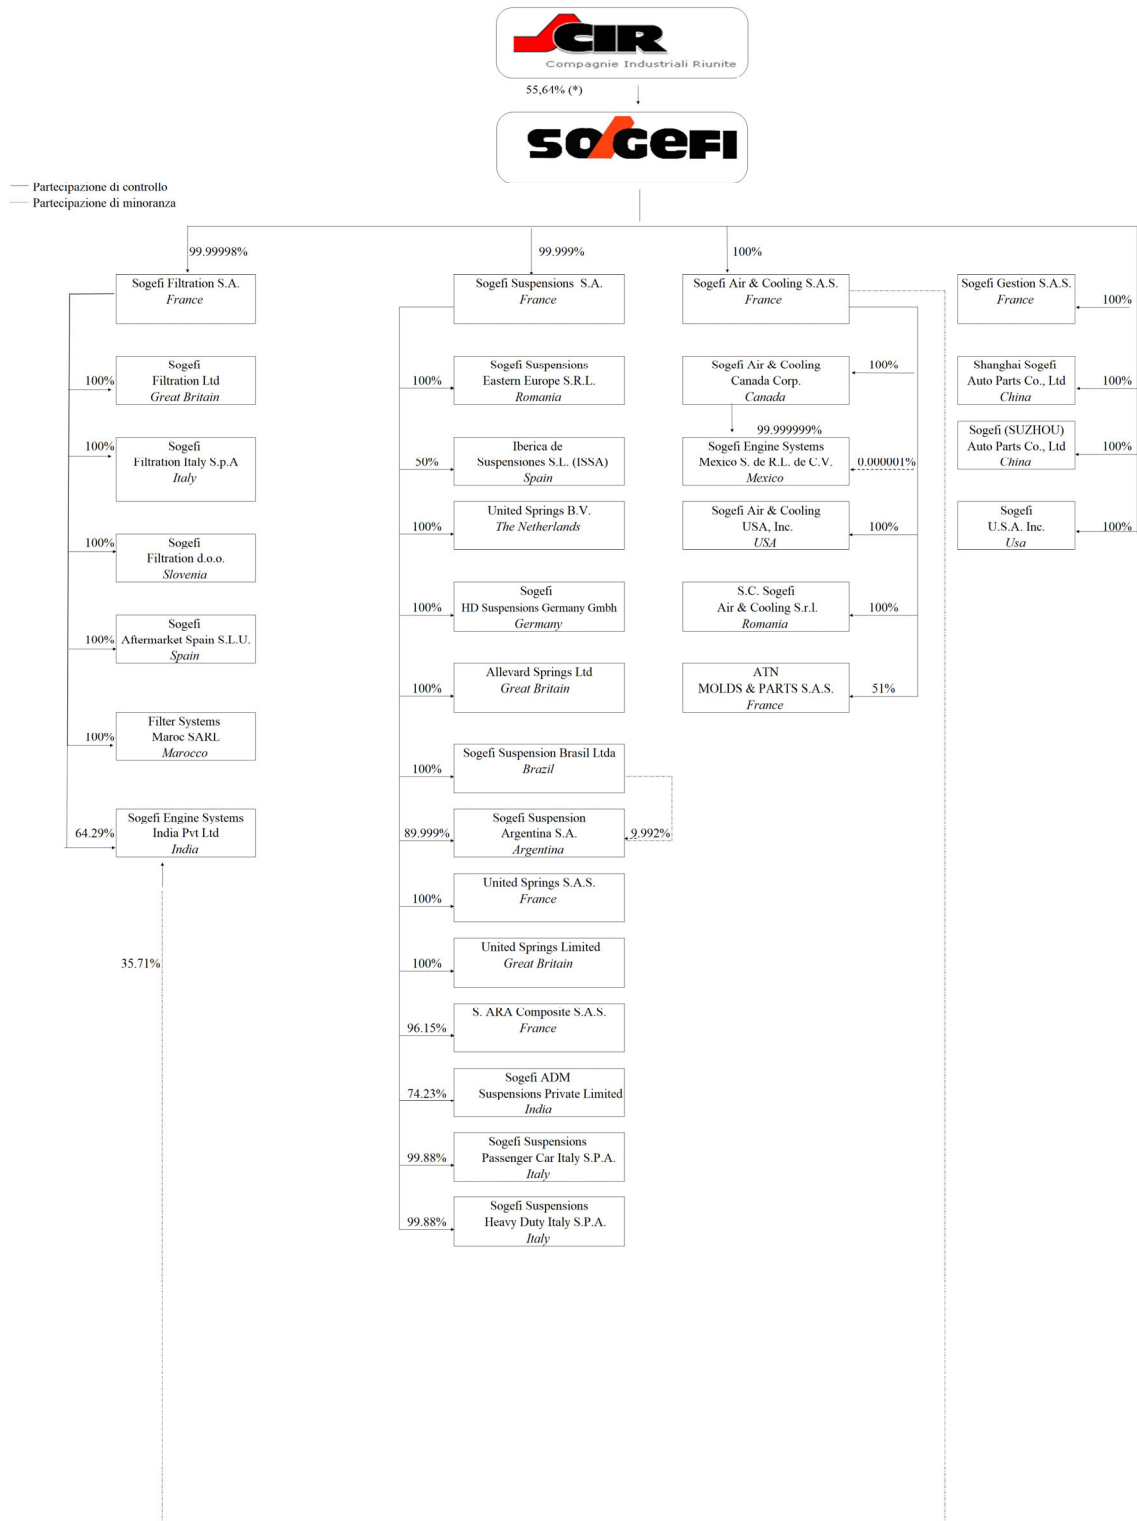 CIR
Compagnie Industriali Riunite
55,64% (*)
SOGEFI
Partecipazione di controllo
Partecipazione di minoranza
99.99998%
99.999%
100%
Sogefi Filtration S.A.
France
Sogefi Suspensions S.A.
France
Sogefi Air & Cooling S.A.S.
France
Sogefi Gestion S.A.S.
France
100%
100%
Sogefi
Filtration Ltd
Great Britain
100%
Sogefi
Filtration Italy S.p.A
Italy
100%
Sogefi
Filtration d.o.o.
Slovenia
100%
Sogefi
Aftermarket Spain S.L.U.
Spain
100%
Filter Systems
Maroc SARL
Marocco
64.29%
Sogefi Engine Systems
India Pvt Ltd
India
35.71%
100%
Sogefi Suspensions
Eastern Europe S.R.L.
Romania
50%
Iberica de
Suspensiones S.L. (ISSA)
Spain
100%
United Springs B.V.
The Netherlands
100%
Sogefi
HD Suspensions Germany Gmbh
Germany
100%
Allevard Springs Ltd
Great Britain
100%
Sogefi Suspension Brasil Ltda
Brazil
89.999%
Sogefi Suspension
Argentina S.A.
Argentina
9.992%
100%
United Springs S.A.S.
France
100%
United Springs Limited
Great Britain
96.15%
S. ARA Composite S.A.S.
France
74.23%
Sogefi ADM
Suspensions Private Limited
India
99.88%
Sogefi Suspensions
Passenger Car Italy S.P.A.
Italy
99.88%
Sogefi Suspensions
Heavy Duty Italy S.P.A.
Italy
Sogefi Air & Cooling
Canada Corp.
Canada
100%
99.999999%
Sogefi Engine Systems
Mexico S. de R.L. de C.V.
Mexico
0.000001%
Sogefi Air & Cooling
USA, Inc.
USA
100%
S.C. Sogefi
Air & Cooling S.r.l.
Romania
100%
ATN
MOLDS & PARTS S.A.S.
France
51%
Shanghai Sogefi
Auto Parts Co., Ltd
China
100%
Sogefi (SUZHOU)
Auto Parts Co., Ltd
China
100%
Sogefi
U.S.A. Inc.
Usa
100%